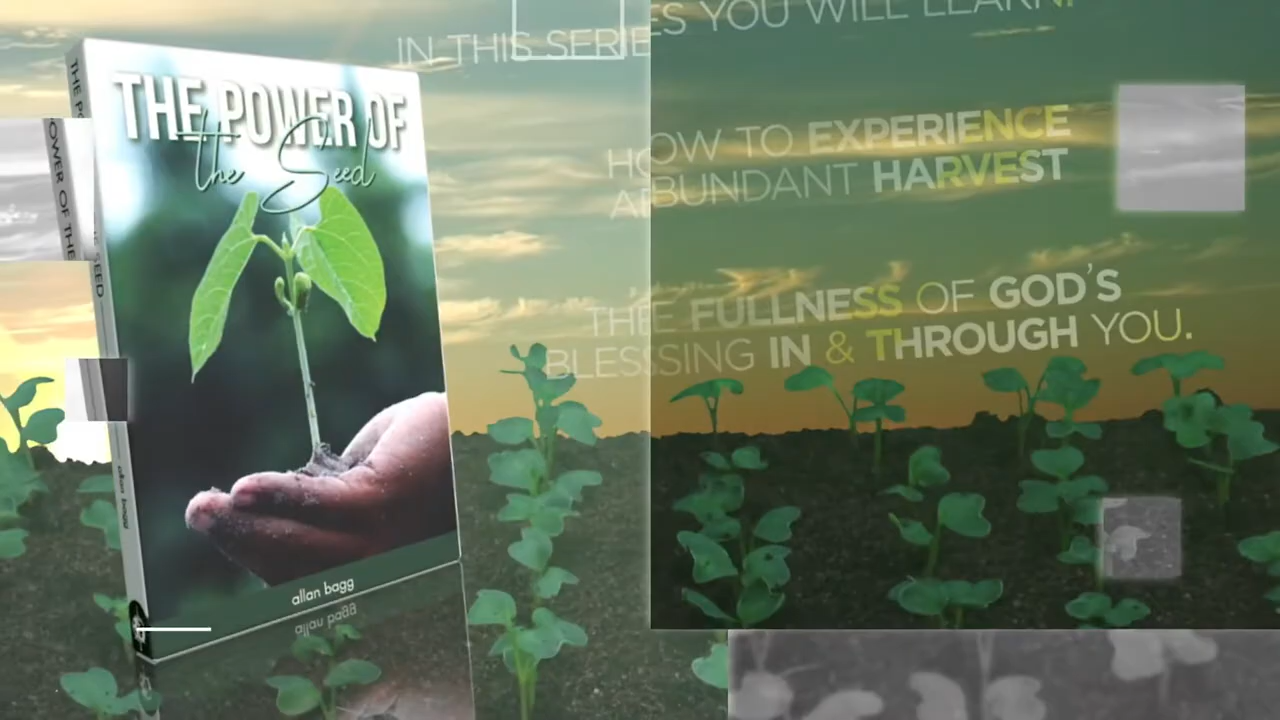 THE POWER OF
the Seed
allan bagg
IN THIS SERIES YOU WILL LEARN:
HOW TO EXPERIENCE
ABUNDANT HARVEST
THE FULLNESS OF GOD'S
BLESSING IN & THROUGH YOU.